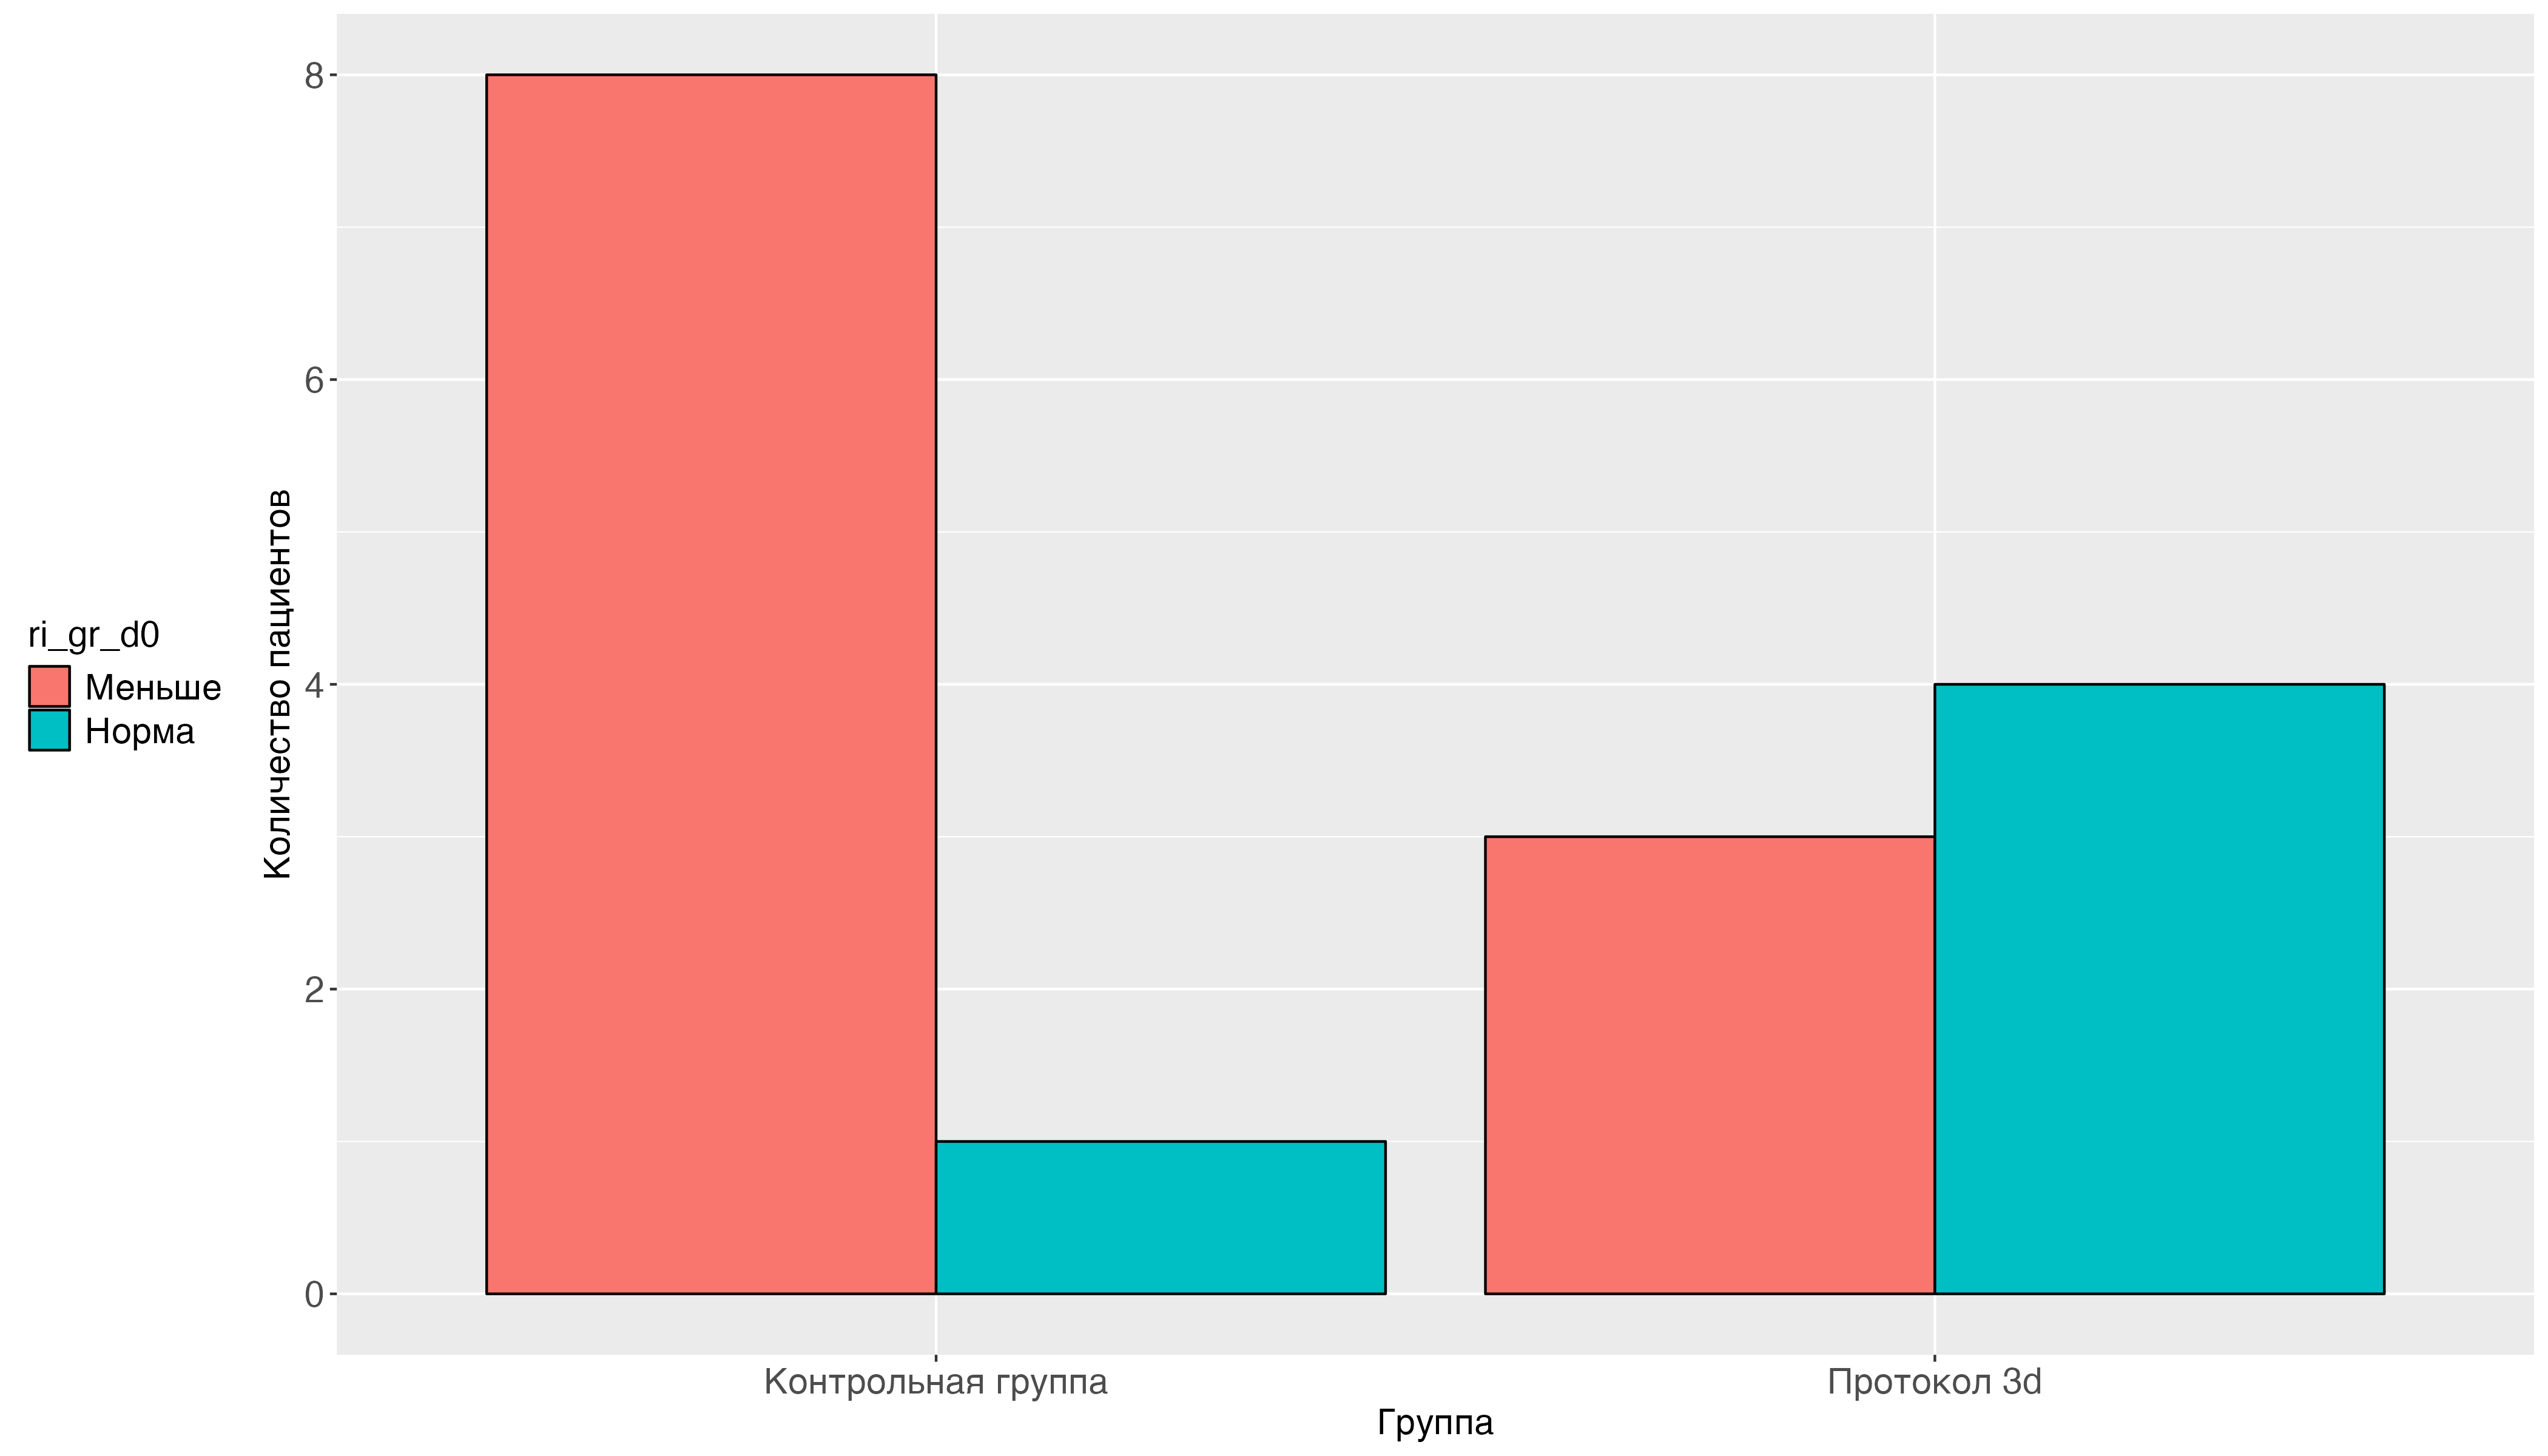 ri_gr_d0
Меньше
Норма
Количество пациентов
8
6
4
2
0
Контрольная группа
Протокол 3d
Группа